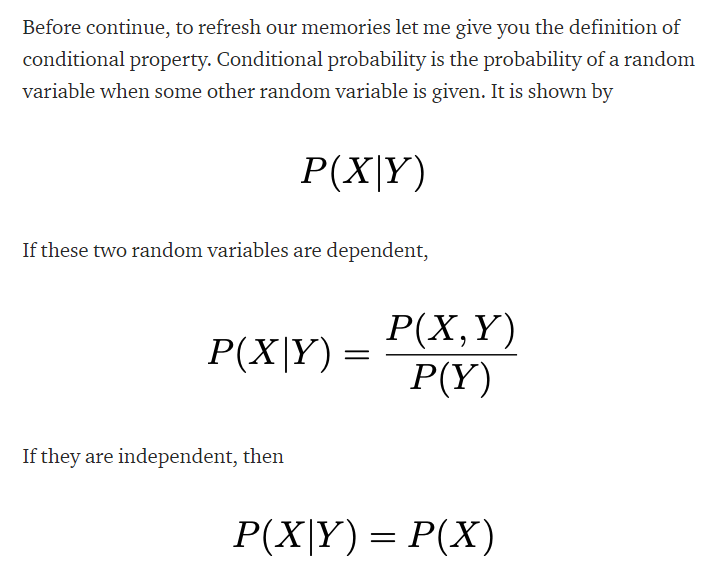 Before continue, to refresh our memories let me give you the definition of
conditional property. Conditional probability is the probability of a random
variable when some other random variable is given. It is shown by
P(X|Y)
If these two random variables are dependent,
P(X|Y) = P(X, Y) / P(Y)
If they are independent, then
P(X|Y) = P(X)